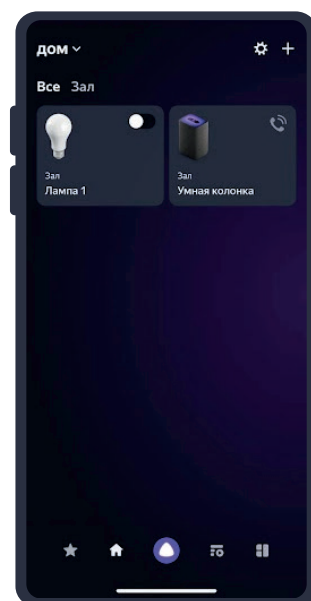 дом
Все Зал
Зал
Лампа 1
Зал
Умная колонка